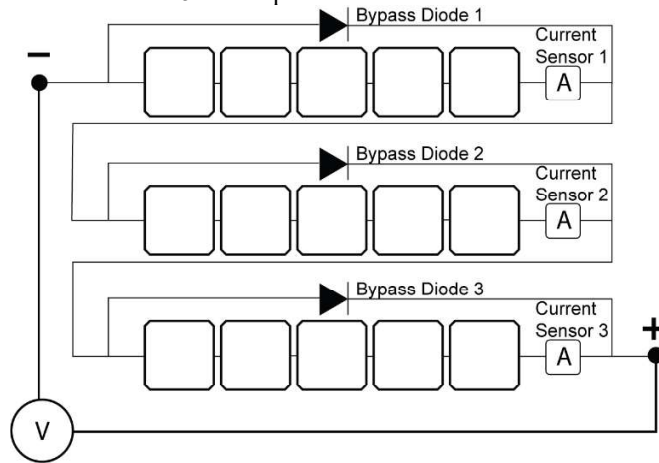 Bypass Diode 1
Current
Sensor 1
−
A
Bypass Diode 2
Current
Sensor 2
A
Bypass Diode 3
Current
Sensor 3
+
A
V